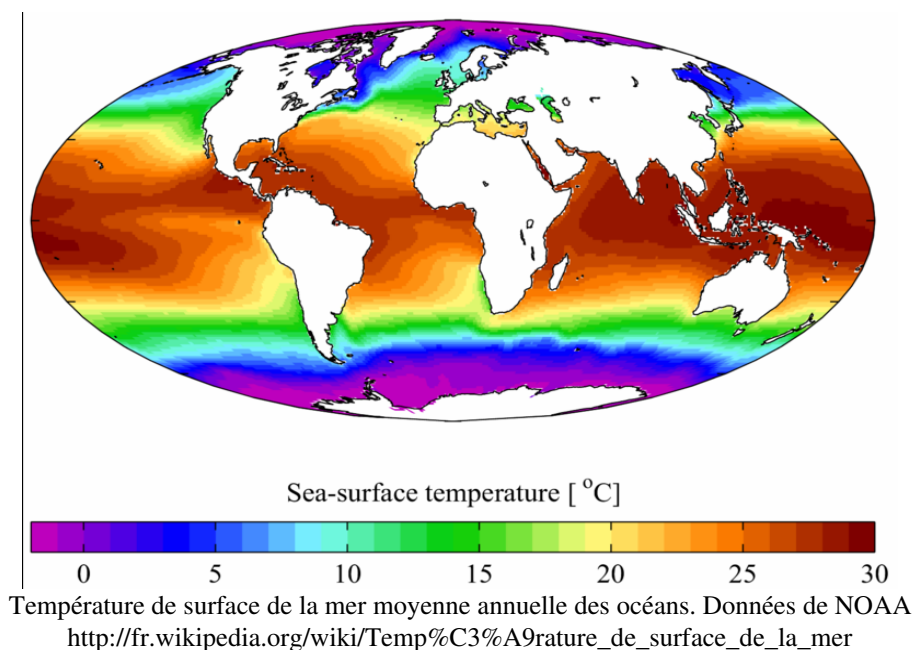 Sea-surface temperature [ °C]
0 5 10 15 20 25 30
Température de surface de la mer moyenne annuelle des océans. Données de NOAA
http://fr.wikipedia.org/wiki/Temp%C3%A9rature_de_surface_de_la_mer